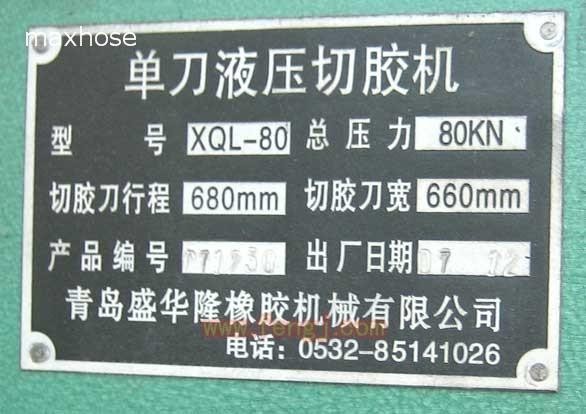 maxhose
单刀液压切胶机
型 号 XQL-80 总压力 80KN
切胶刀行程 680mm 切胶刀宽 660mm
产品编号 出厂日期 07 12
青岛盛华隆橡胶机械有限公司
电话: 0532-85141026